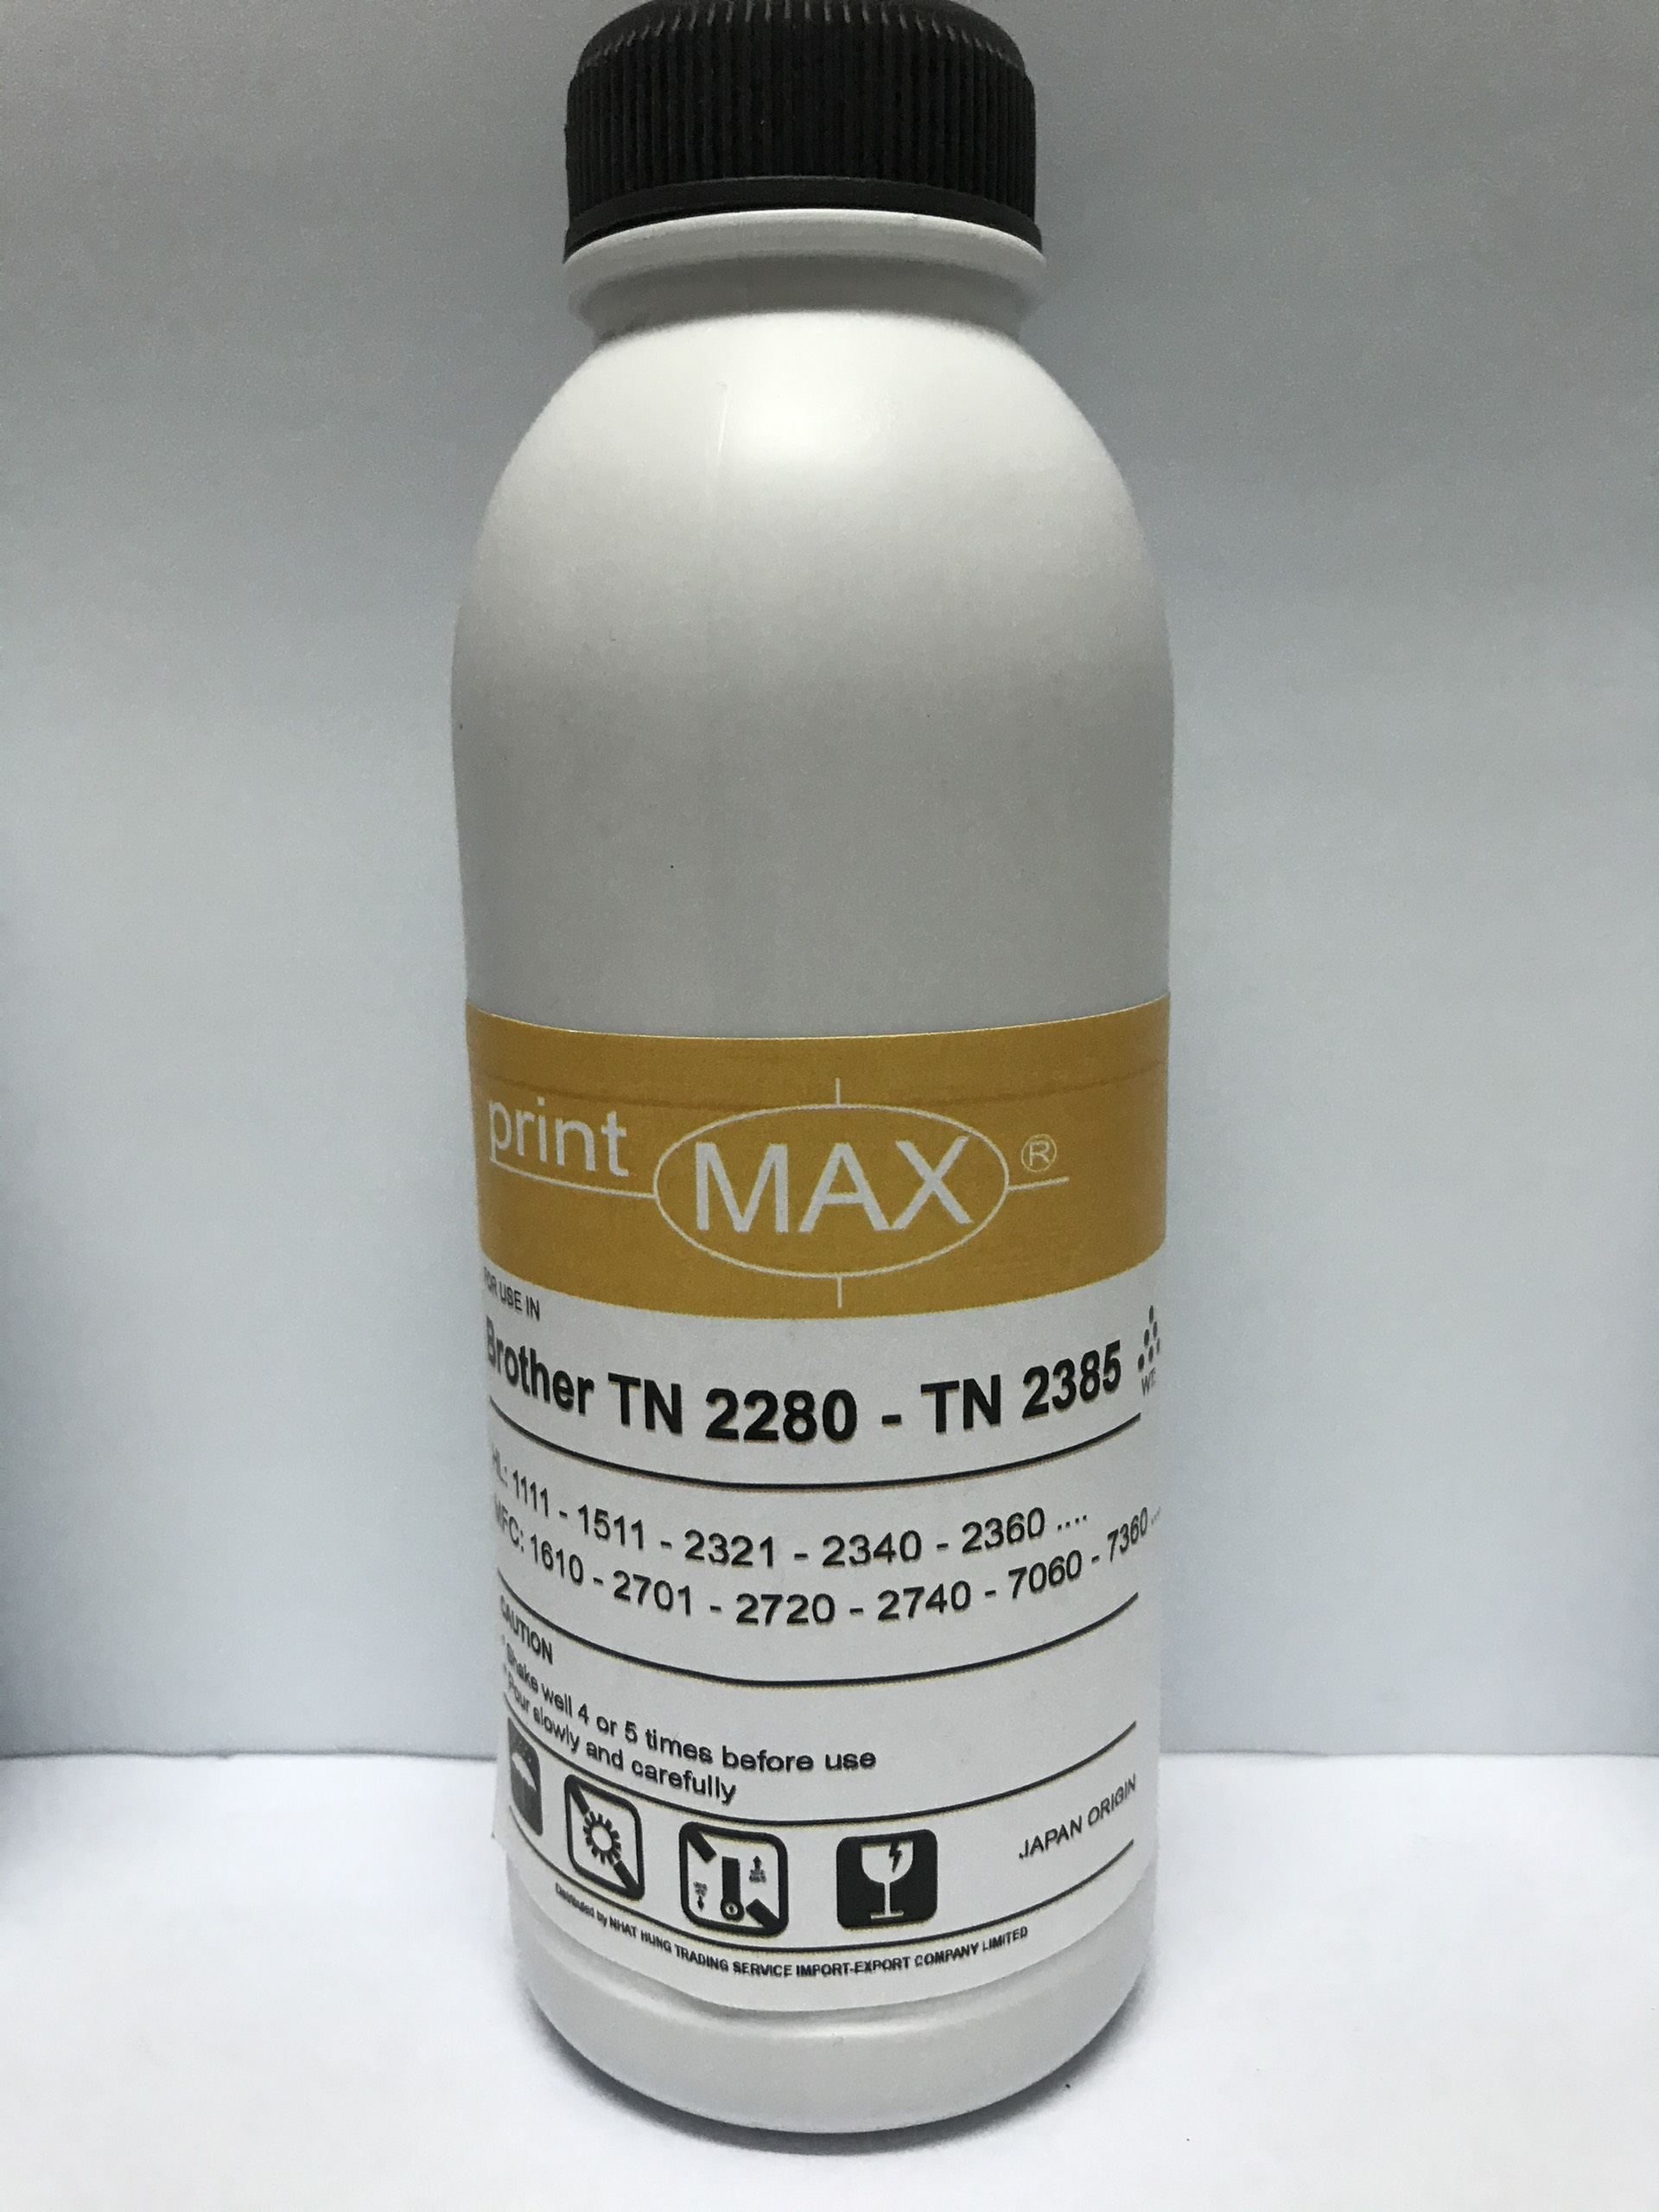 print MAX ®
FOR USE IN
Brother TN 2280 - TN 2385
WT:
HL: 1111 - 1511 - 2321 - 2340 - 2360 ....
MFC: 1610 - 2701 - 2720 - 2740 - 7060 - 7360 ....
CAUTION
* Shake well 4 or 5 times before use
* Pour slowly and carefully
JAPAN ORIGIN
Distributed by NHAT HUNG TRADING SERVICE IMPORT-EXPORT COMPANY LIMITED